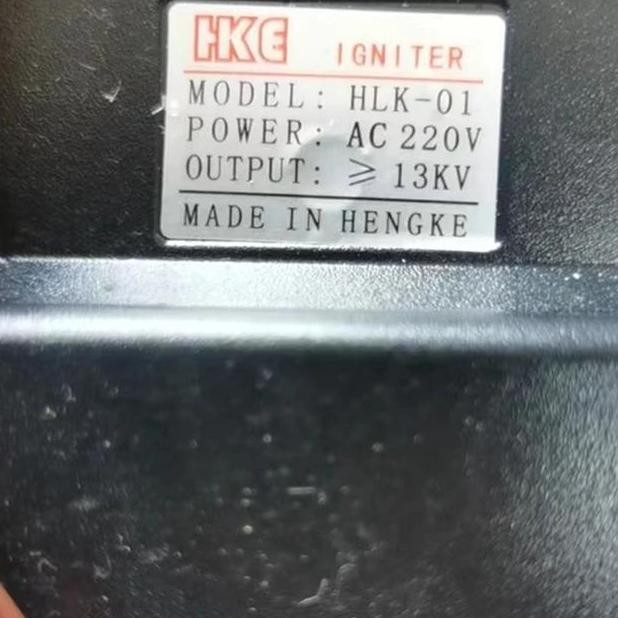 HKE IGNITER
MODEL: HLK-01
POWER: AC 220V
OUTPUT: ⩾ 13KV
MADE IN HENGKE